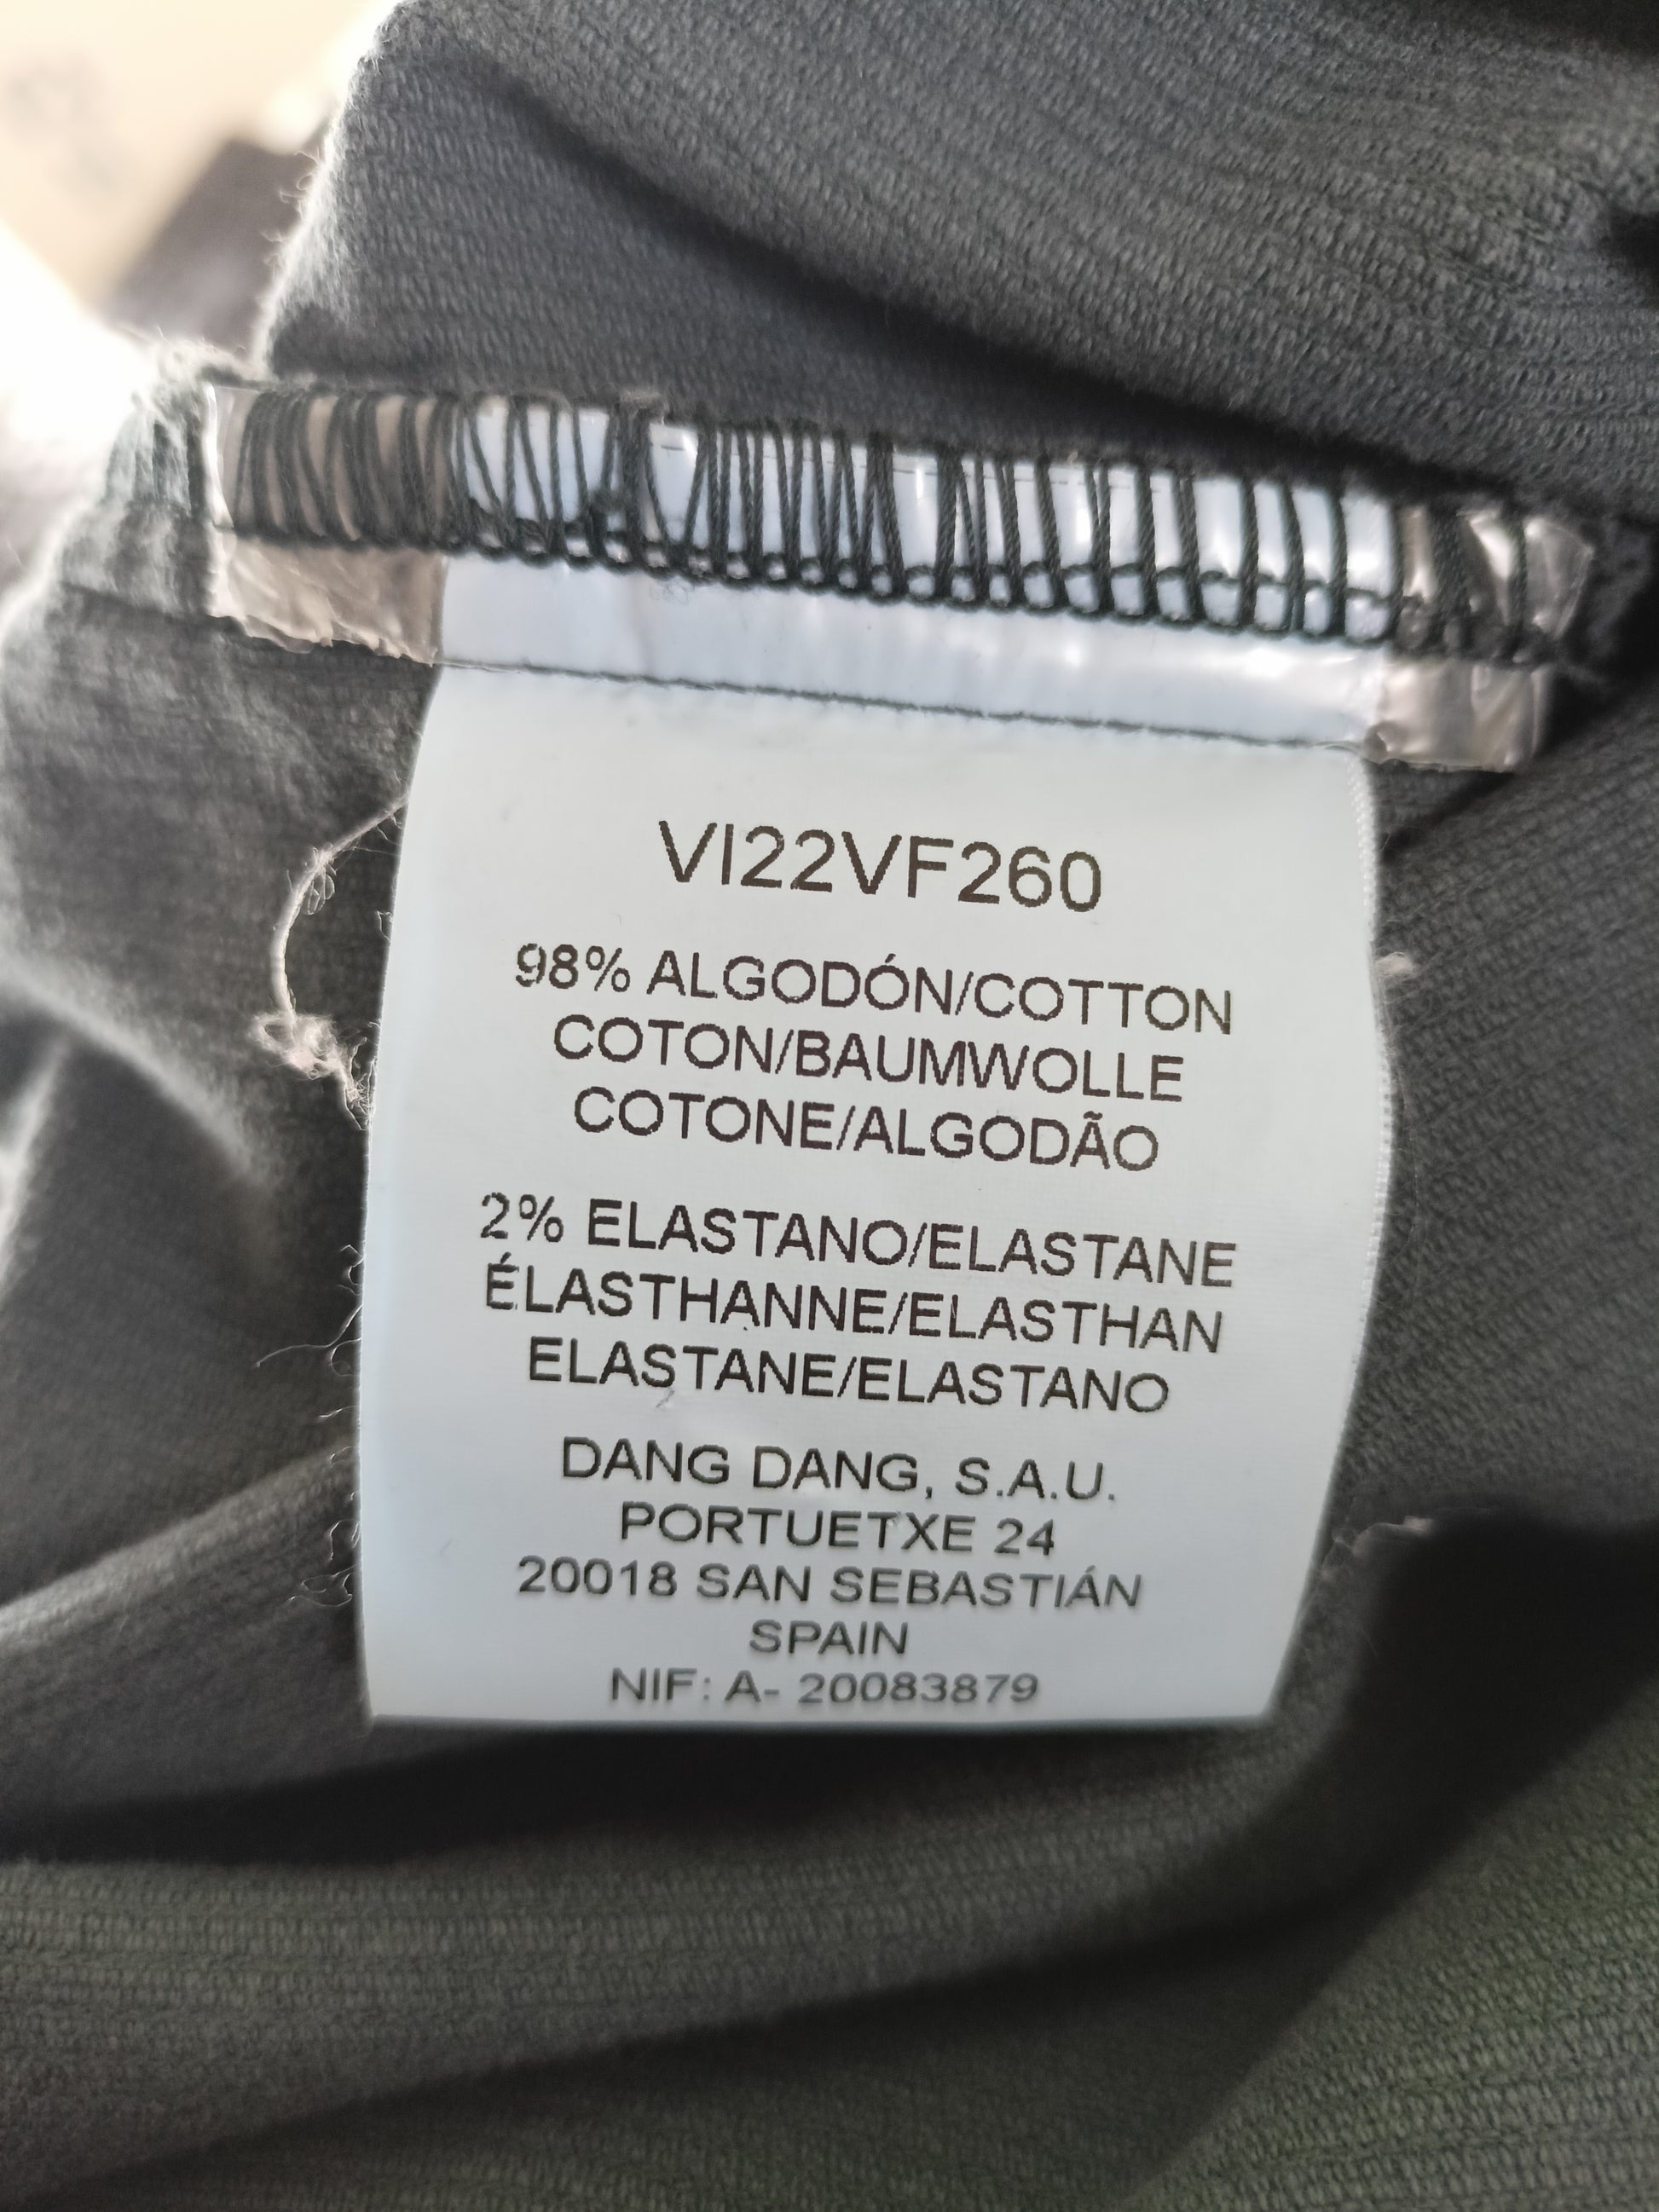 VI22VF260
98% ALGODÓN/COTTON
COTON/BAUMWOLLE
COTONE/ALGODÃO
2% ELASTANO/ELASTANE
ÉLASTHANNE/ELASTHAN
ELASTANE/ELASTANO
DANG DANG, S.A.U.
PORTUETXE 24
20018 SAN SEBASTIÁN
SPAIN
NIF: A- 20083879